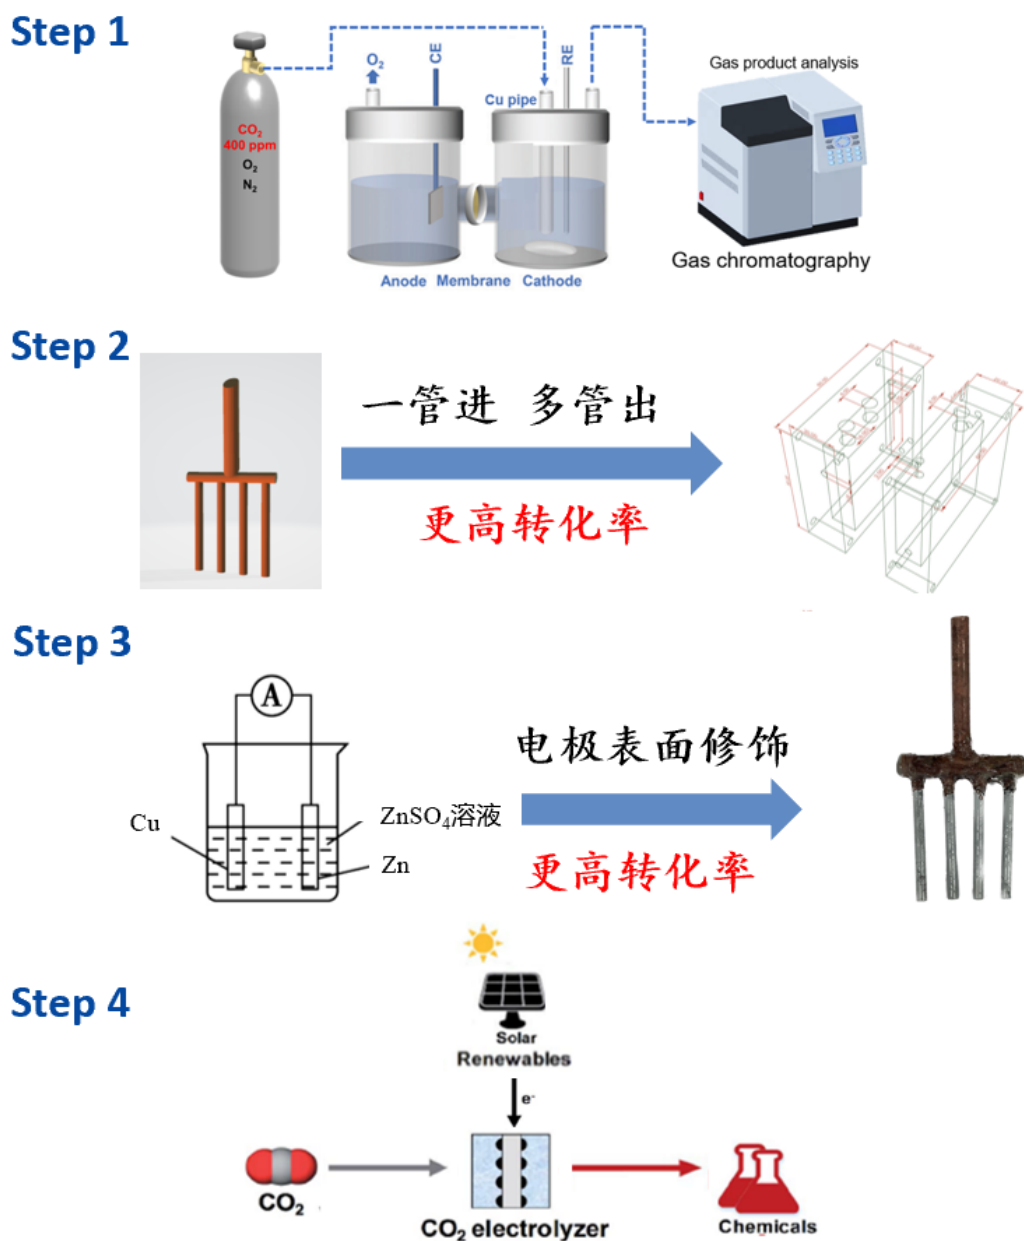 Step 1
CO₂
400 ppm
O₂
N₂
O₂
CE
RE
Cu pipe
Gas product analysis
Gas chromatography
Anode Membrane Cathode
Step 2
一管进 多管出
更高转化率
Step 3
A
Cu
ZnSO₄溶液
Zn
电极表面修饰
更高转化率
Step 4
Solar
Renewables
e⁻
CO₂
CO₂ electrolyzer
Chemicals